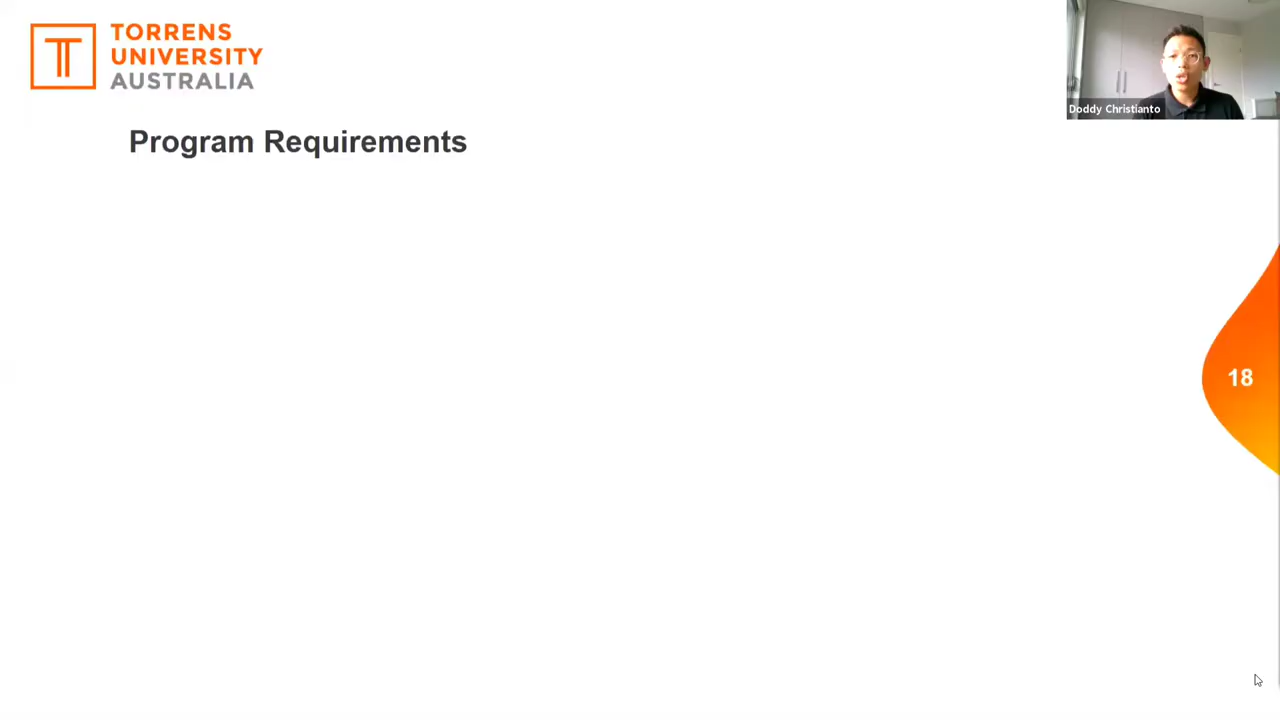 TORRENS
UNIVERSITY
AUSTRALIA
Doddy Christianto
Program Requirements
18